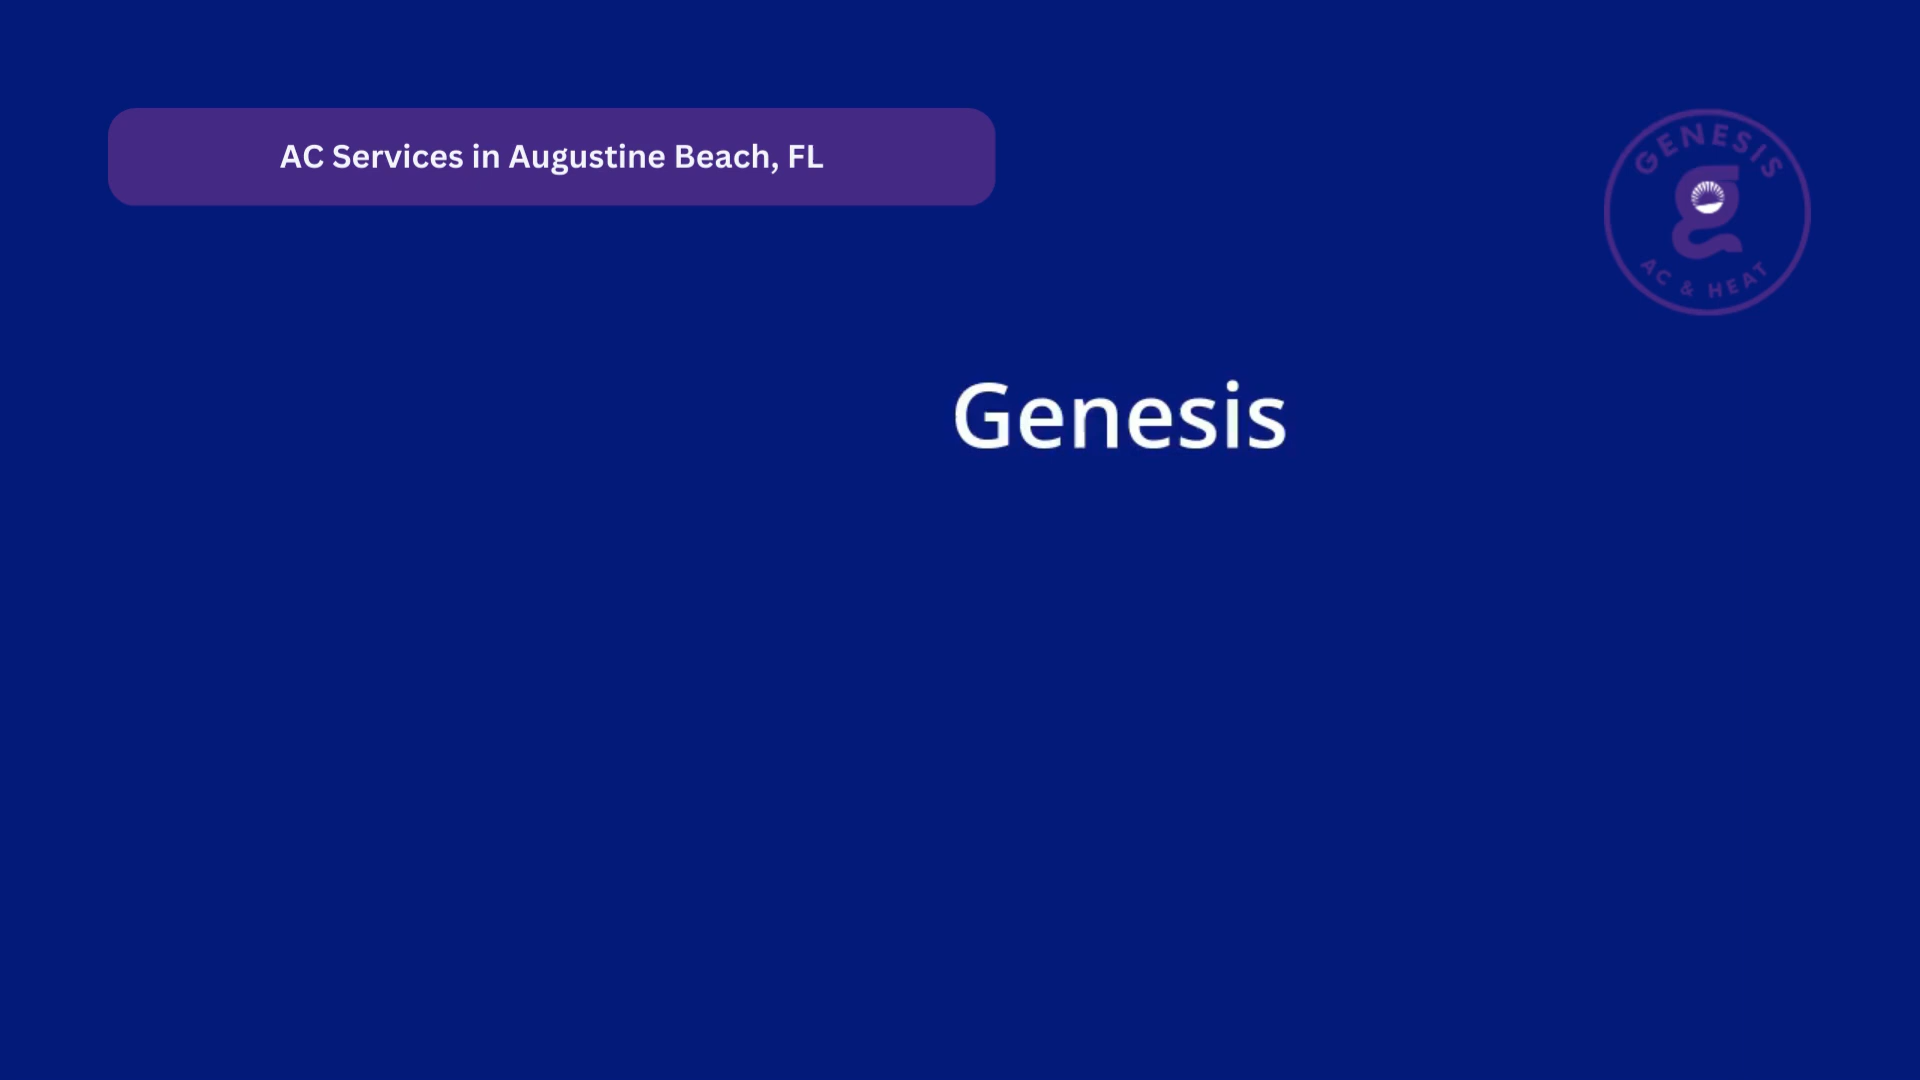 AC Services in Augustine Beach, FL
GENESIS
g
AC & HEAT
Genesis